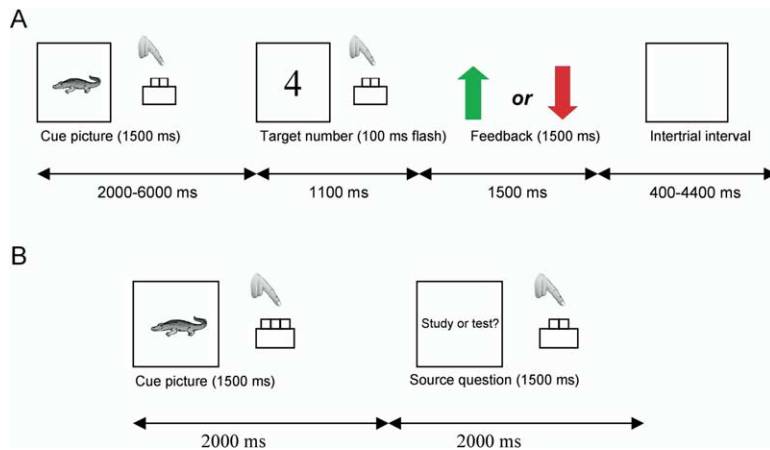 A
4
or
Cue picture (1500 ms)
Target number (100 ms flash)
Feedback (1500 ms)
Intertrial interval
2000-6000 ms
1100 ms
1500 ms
400-4400 ms
B
Study or test?
Cue picture (1500 ms)
Source question (1500 ms)
2000 ms
2000 ms